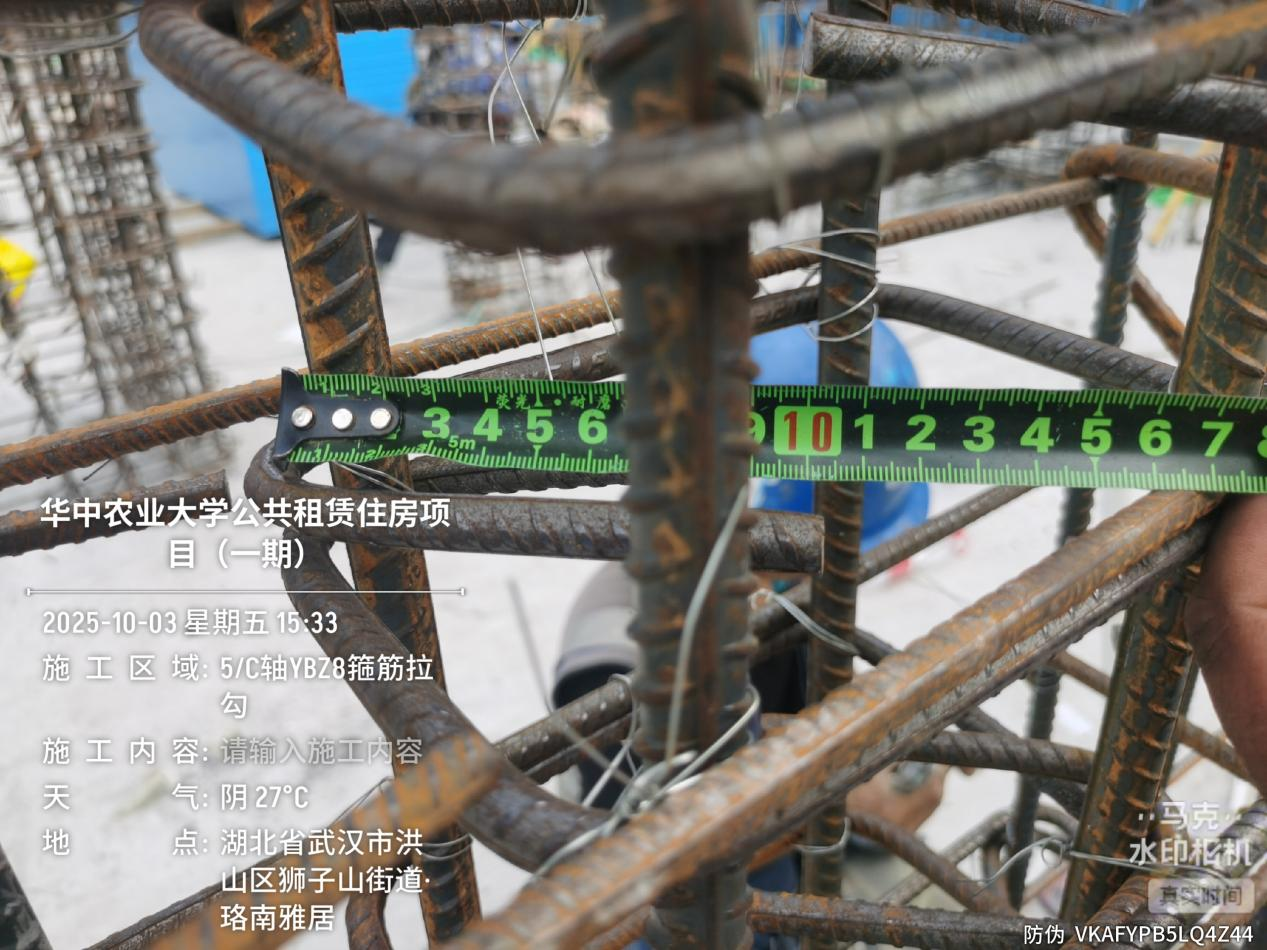 3 4 5 6 9 10 1 2 3 4 5 6 7 8
5m
华中农业大学公共租赁住房项
目（一期）
2025-10-03 星期五 15:33
施工区域: 5/C轴YBZ8箍筋拉
勾
施工内容: 请输入施工内容
天气: 阴 27°C
地点: 湖北省武汉市洪
山区狮子山街道·
珞南雅居
马克
水印相机
真实时间
防伪 VKAFYPB5LQ4Z44